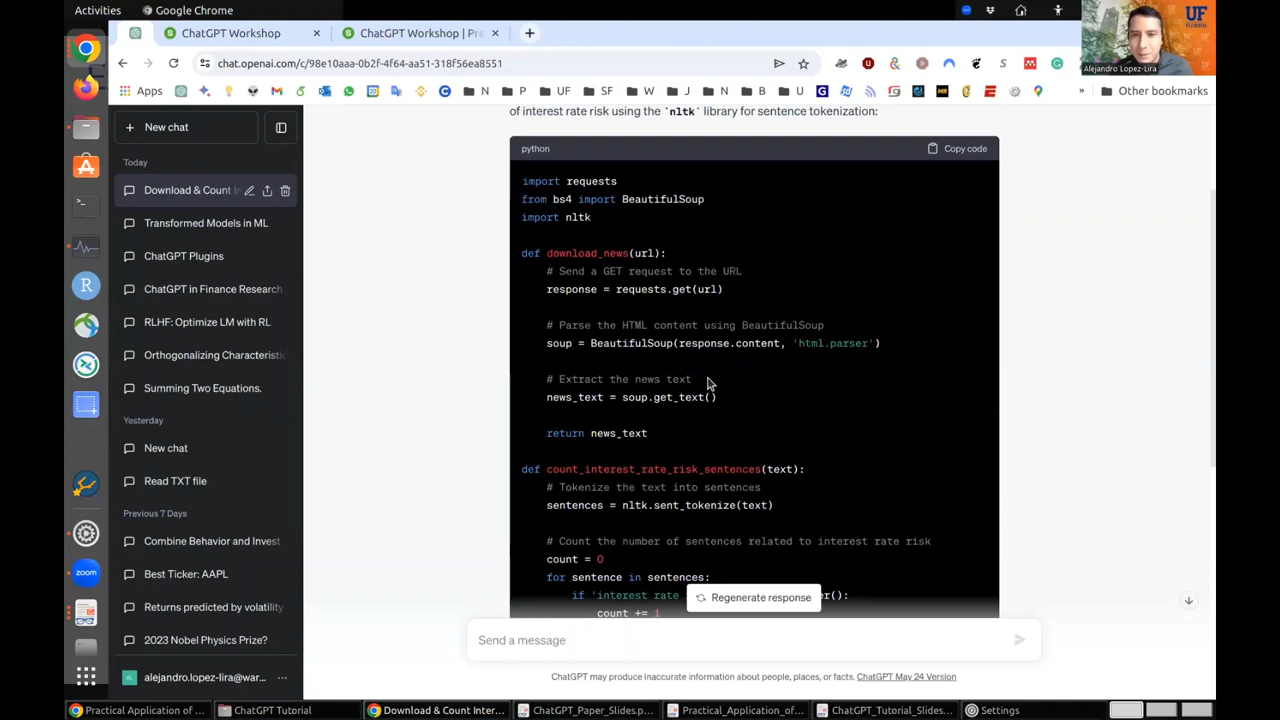 Activities
Google Chrome
ChatGPT Workshop
ChatGPT Workshop | Pre
chat.openai.com/c/98e10aaa-0b2f-4f64-aa51-318f56ea8551
UF
Alejandro Lopez-Lira
Apps
N
P
UF
SF
W
J
N
B
U
Other bookmarks
New chat
Today
Download & Count In
Transformed Models in ML
ChatGPT Plugins
ChatGPT in Finance Research
RLHF: Optimize LM with RL
Orthogonalizing Characteristi
Summing Two Equations.
Yesterday
New chat
Read TXT file
Previous 7 Days
Combine Behavior and Invest
Best Ticker: AAPL
Returns predicted by volatility
2023 Nobel Physics Prize?
alejandro.lopez-lira@war...
of interest rate risk using the `nltk` library for sentence tokenization:
python
Copy code
import requests
from bs4 import BeautifulSoup
import nltk
def download_news(url):
# Send a GET request to the URL
response = requests.get(url)
# Parse the HTML content using BeautifulSoup
soup = BeautifulSoup(response.content, 'html.parser')
# Extract the news text
news_text = soup.get_text()
return news_text
def count_interest_rate_risk_sentences(text):
# Tokenize the text into sentences
sentences = nltk.sent_tokenize(text)
# Count the number of sentences related to interest rate risk
count = 0
for sentence in sentences:
if 'interest rate er():
count += 1
Regenerate response
Send a message
ChatGPT may produce inaccurate information about people, places, or facts. ChatGPT May 24 Version
zoom
Practical Application of ...
ChatGPT Tutorial
Download & Count Inter...
ChatGPT_Paper_Slides.p...
Practical_Application_of...
ChatGPT_Tutorial_Slides...
Settings